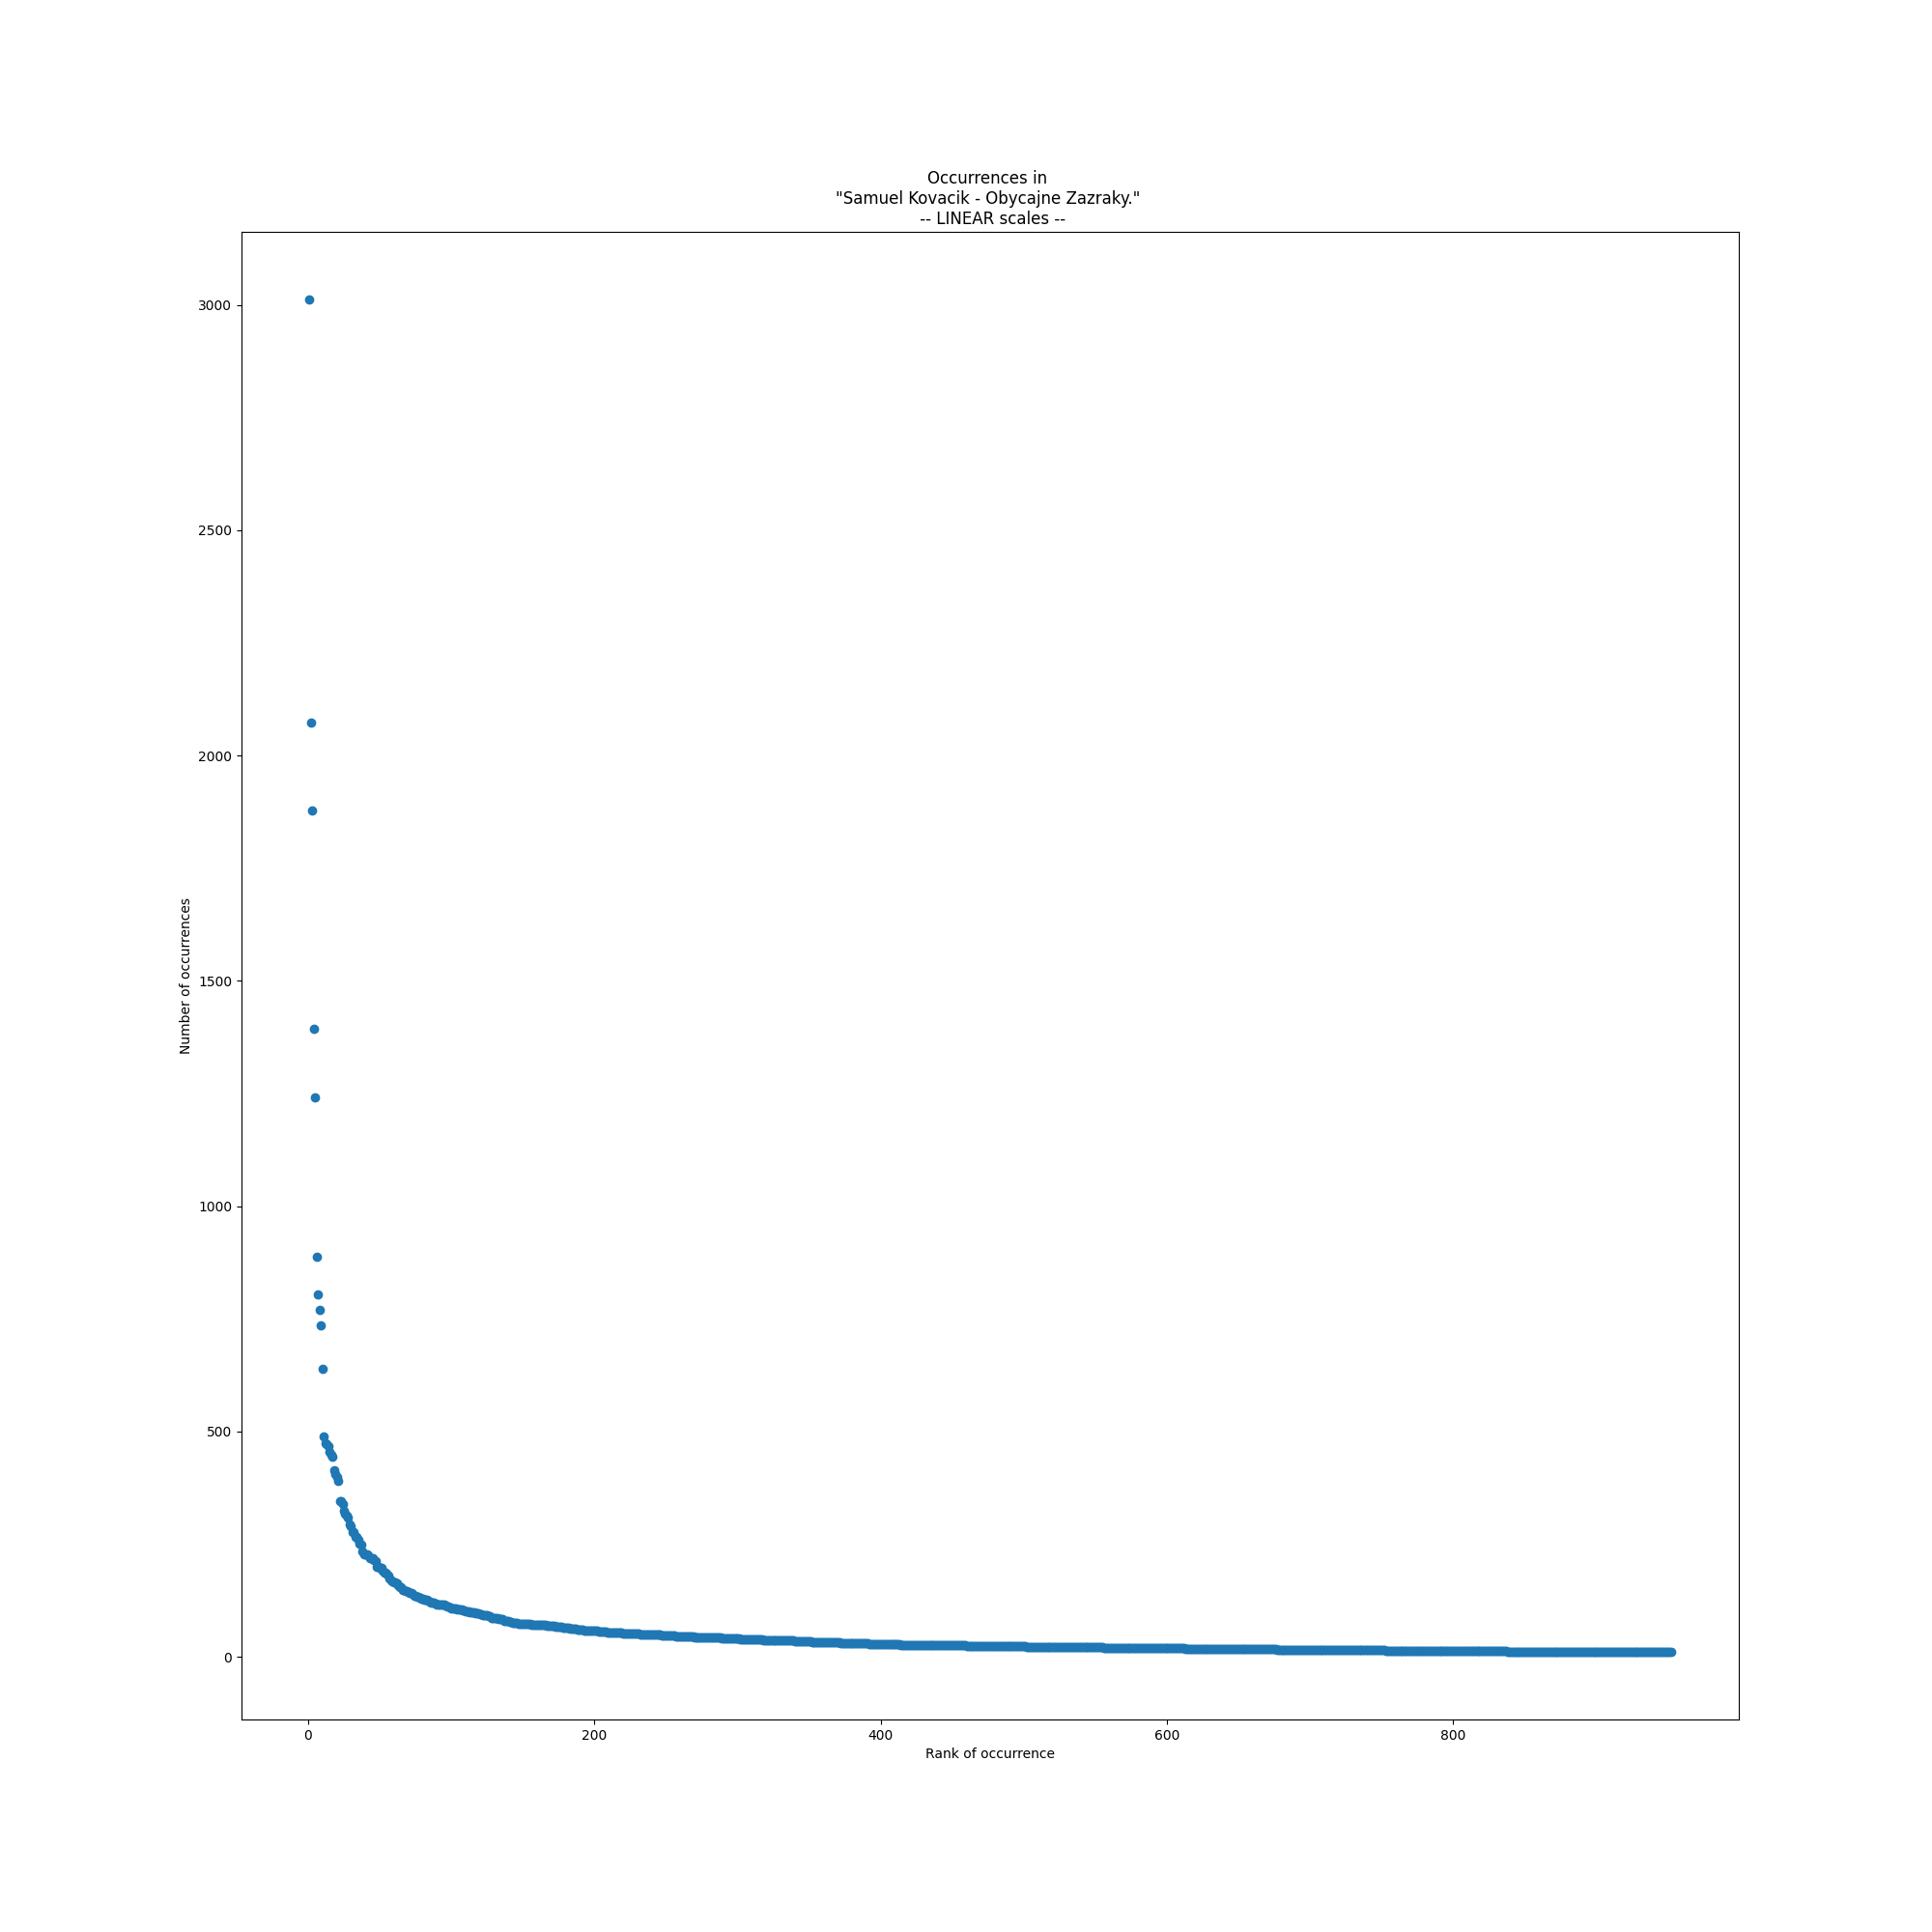 Occurrences in
"Samuel Kovacik - Obycajne Zazraky."
-- LINEAR scales --
3000
2500
2000
1500
1000
500
0
Number of occurrences
0 200 400 600 800
Rank of occurrence